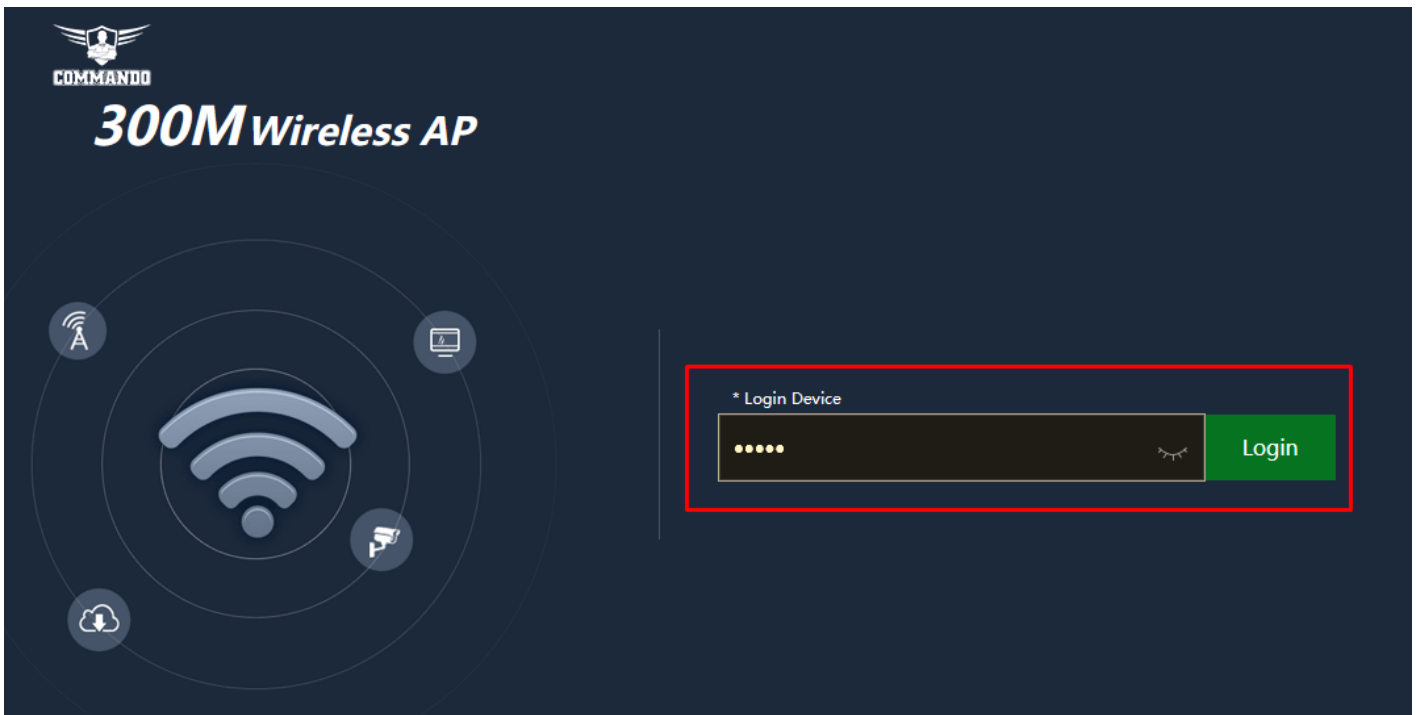 COMMANDO
300M Wireless AP
* Login Device
•••••
Login